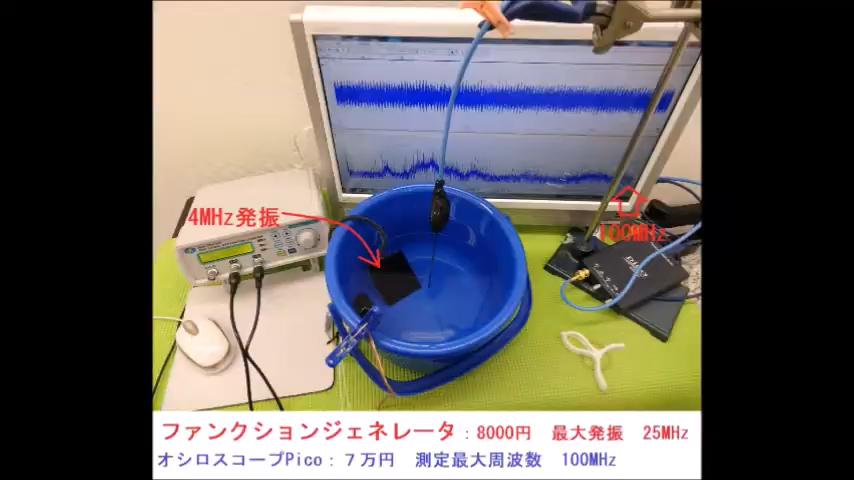 4MHz発振
100MHz
pico
ファンクションジェネレータ：8000円　最大発振　25MHz
オシロスコープPico：７万円　測定最大周波数　100MHz